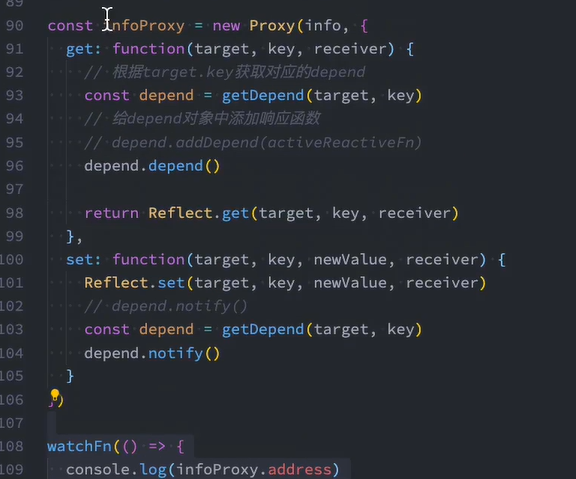 89
90 const infoProxy = new Proxy(info, {
91 get: function(target, key, receiver) {
92 // 根据target.key获取对应的depend
93 const depend = getDepend(target, key)
94 // 给depend对象中添加响应函数
95 // depend.addDepend(activeReactiveFn)
96 depend.depend()
97
98 return Reflect.get(target, key, receiver)
99 },
100 set: function(target, key, newValue, receiver) {
101 Reflect.set(target, key, newValue, receiver)
102 // depend.notify()
103 const depend = getDepend(target, key)
104 depend.notify()
105 }
106 })
107
108 watchFn(() => {
109 console.log(infoProxy.address)